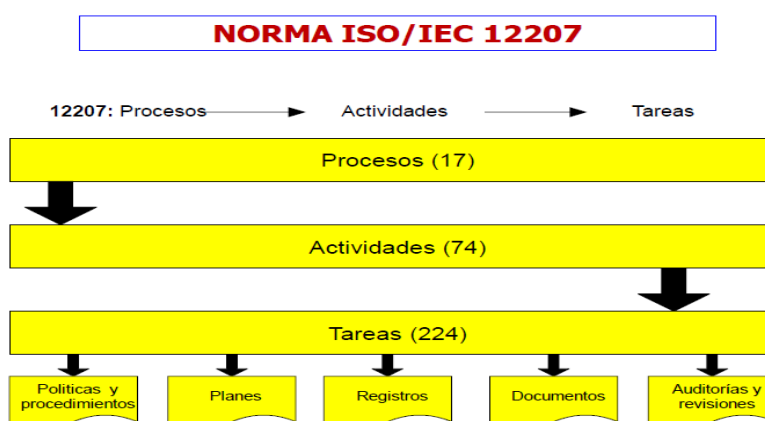 NORMA ISO/IEC 12207
12207: Procesos Actividades Tareas
Procesos (17)
Actividades (74)
Tareas (224)
Politicas y
procedimientos
Planes
Registros
Documentos
Auditorías y
revisiones